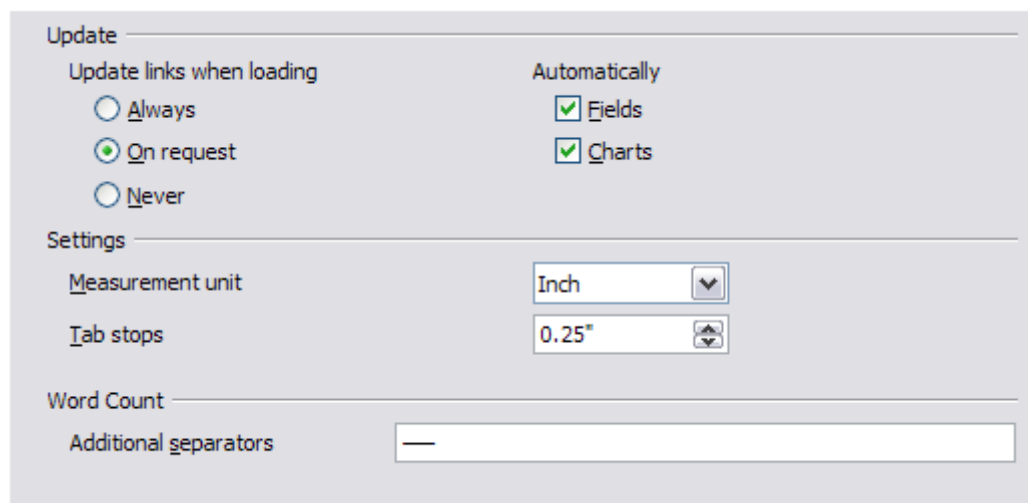 Update
Update links when loading Automatically
Always Fields
On request Charts
Never
Settings
Measurement unit Inch
Tab stops 0.25"
Word Count
Additional separators —–